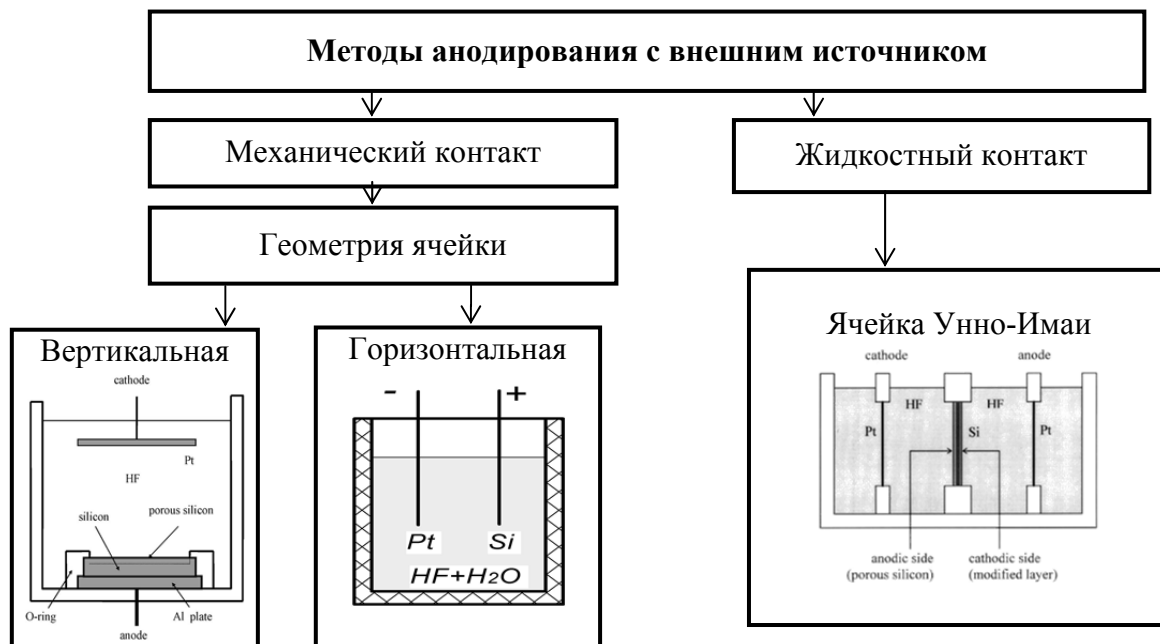 Методы анодирования с внешним источником
Механический контакт
Жидкостный контакт
Геометрия ячейки
Вертикальная
cathode
Pt
HF
silicon
porous silicon
O-ring
Al plate
anode
Горизонтальная
- +
Pt Si
HF+H₂O
Ячейка Унно-Имаи
cathode anode
HF HF
Pt Si Pt
anodic side cathodic side
(porous silicon) (modified layer)